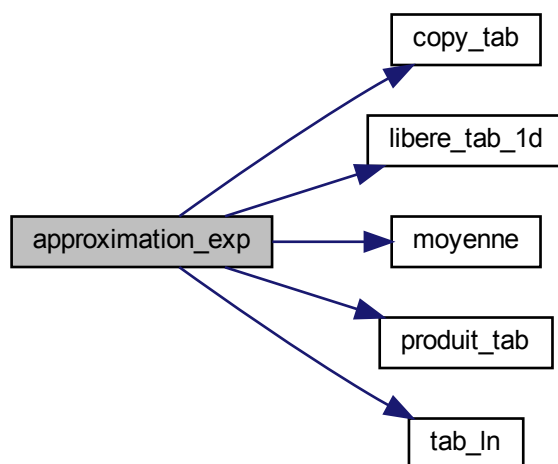 copy_tab
libere_tab_1d
approximation_exp
moyenne
produit_tab
tab_ln